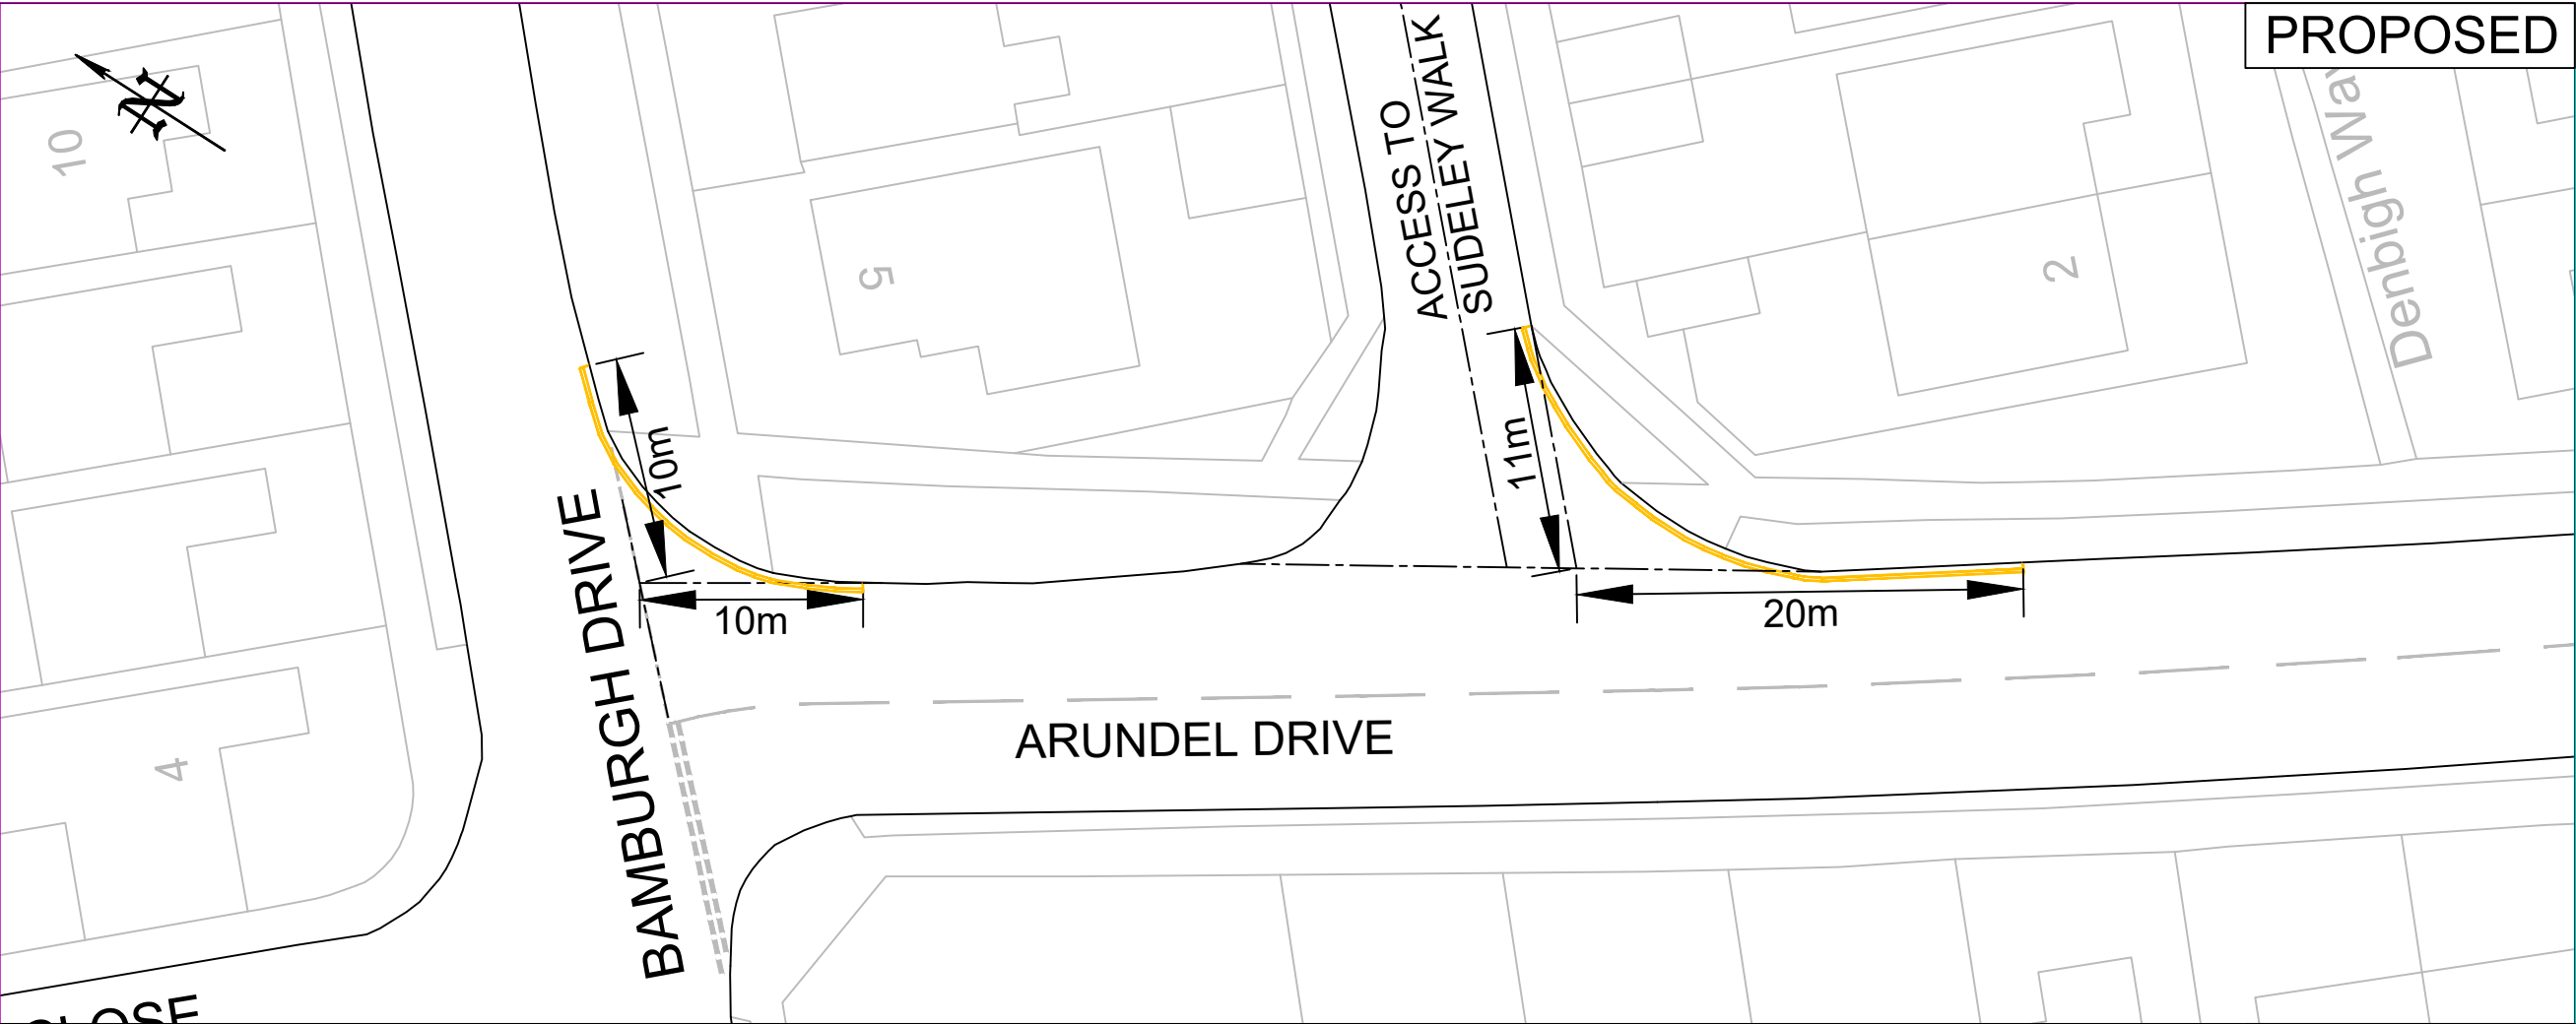 PROPOSED
N
10
5
ACCESS TO
SUDELEY WALK
2
Denbigh Way
10m
11m
10m
20m
BAMBURGH DRIVE
ARUNDEL DRIVE
4
CLOSE